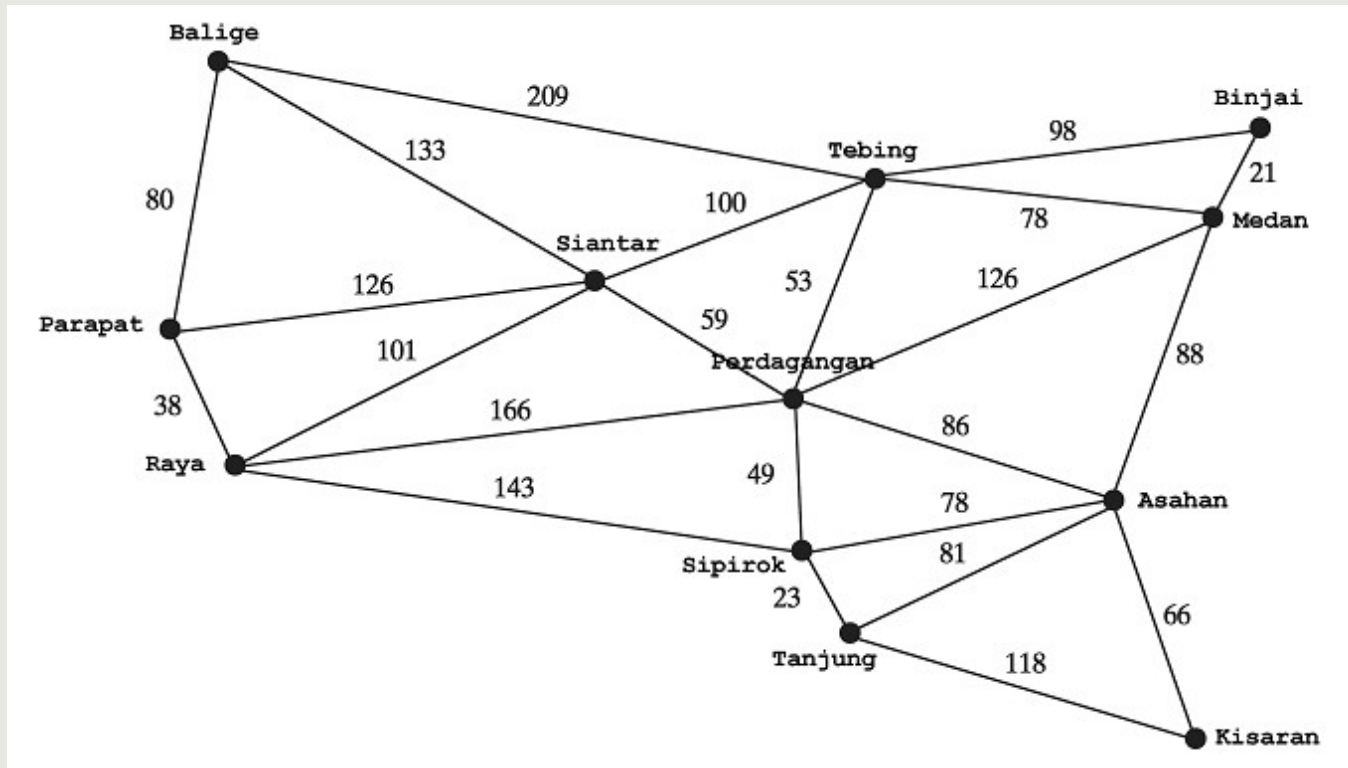 Balige
209
Binjai
98
133
Tebing
21
80
100
78
Medan
Siantar
126
53
126
59
Parapat
101
88
Perdagangan
38
166
86
Raya
49
143
78
Asahan
81
Sipirok
23
66
Tanjung
118
Kisaran